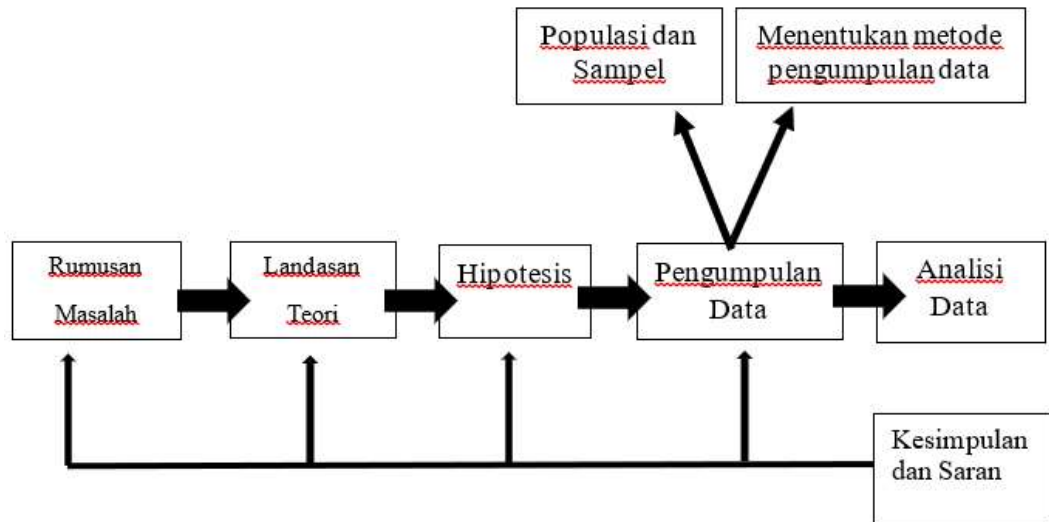 Populasi dan
Sampel
Menentukan metode
pengumpulan data
Rumusan
Masalah
Landasan
Teori
Hipotesis
Pengumpulan
Data
Analisi
Data
Kesimpulan
dan Saran